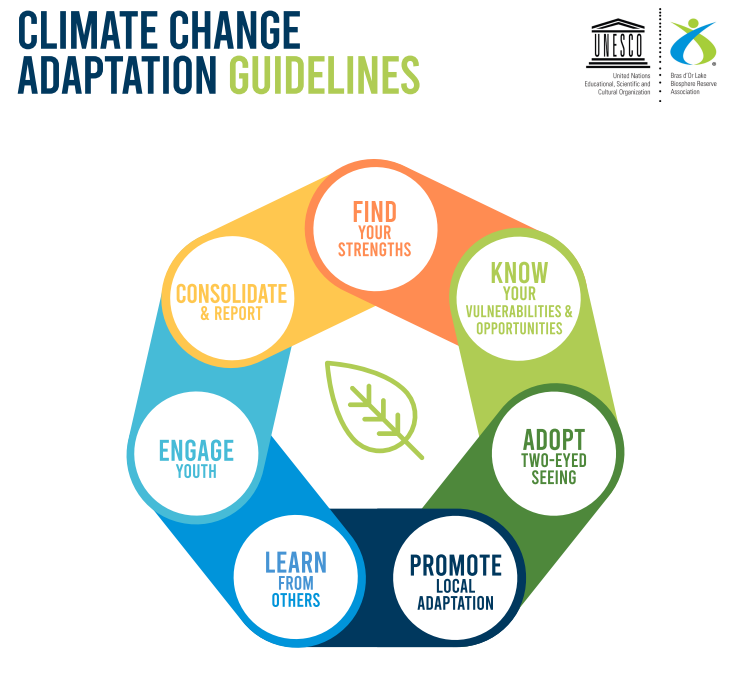 CLIMATE CHANGE
ADAPTATION GUIDELINES
UNESCO
United Nations
Educational, Scientific and
Cultural Organization
Bras d'Or Lake
Biosphere Reserve
Association
FIND
YOUR
STRENGTHS
KNOW
YOUR
VULNERABILITIES &
OPPORTUNITIES
ADOPT
TWO-EYED
SEEING
PROMOTE
LOCAL
ADAPTATION
LEARN
FROM
OTHERS
ENGAGE
YOUTH
CONSOLIDATE
& REPORT